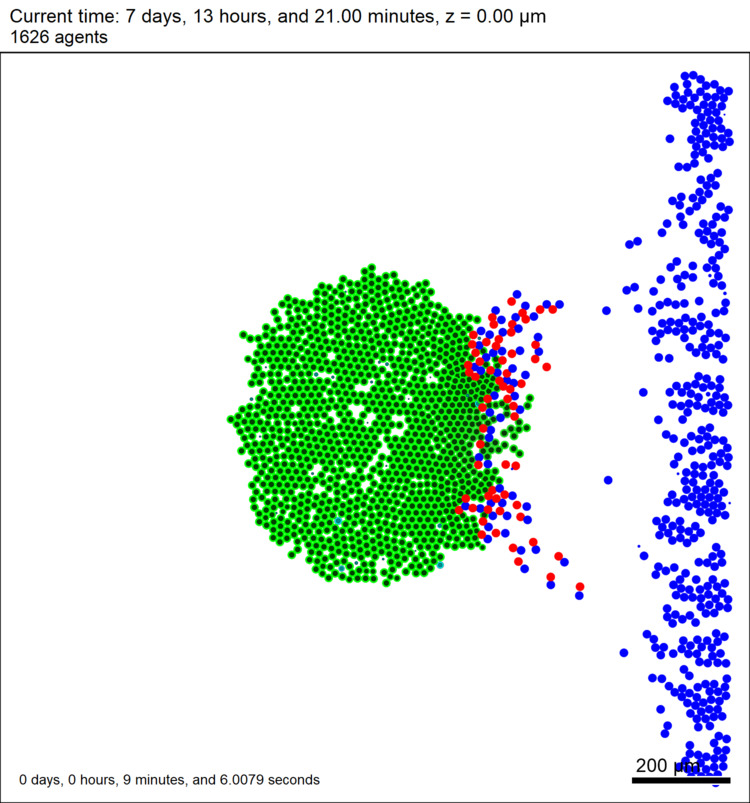 Current time: 7 days, 13 hours, and 21.00 minutes, z = 0.00 μm
1626 agents
200 μm
0 days, 0 hours, 9 minutes, and 6.0079 seconds